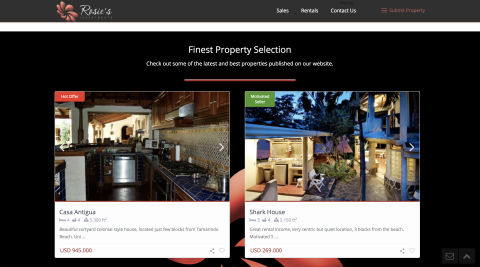 Rosie's
Sales
Rentals
Contact Us
Submit Property
Finest Property Selection
Check out some of the latest and best properties published on our website.
Hot Offer
Motivated
Seller
Casa Antigua
4 4 5,300 ft²
Beautiful contyard colonial style house, located just few blocks from Tamarindo
Beach. Uni ...
USD 945.000
Shark House
3 2 2.150 ft²
Great rental income, very centric but quiet location, 3 blocks from the beach.
Motivated S ...
USD 269.000